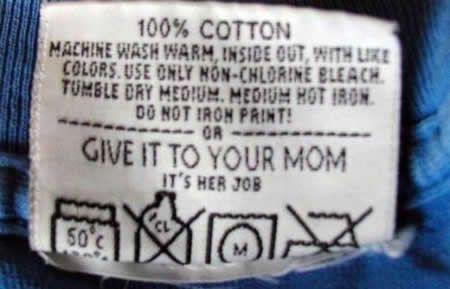 100% COTTON
MACHINE WASH WARM, INSIDE OUT, WITH LIKE
COLORS. USE ONLY NON-CHLORINE BLEACH.
TUMBLE DRY MEDIUM. MEDIUM HOT IRON.
DO NOT IRON PRINT!
OR
GIVE IT TO YOUR MOM
IT'S HER JOB
50°C CL M